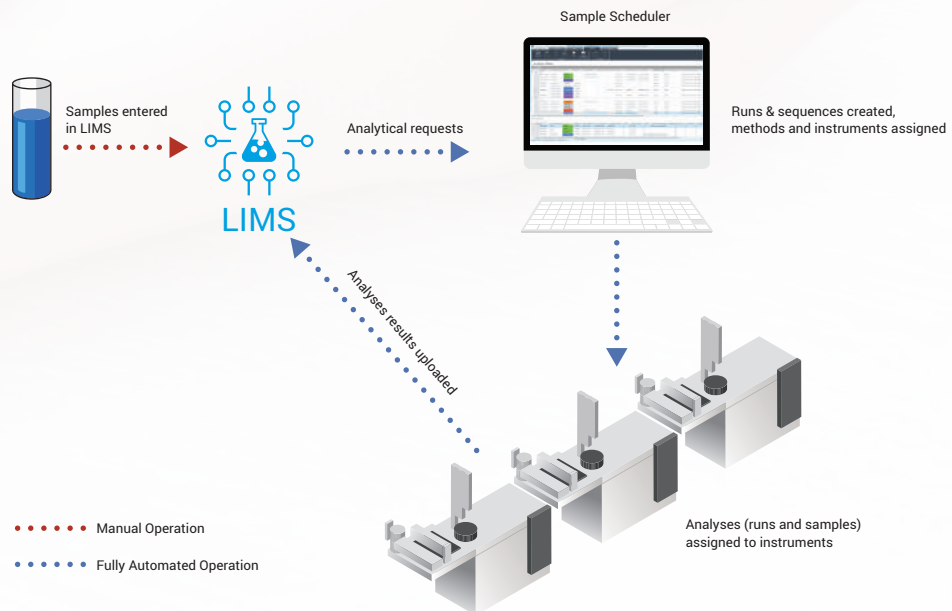 Sample Scheduler
Samples entered
in LIMS
Analytical requests
Runs & sequences created,
methods and instruments assigned
LIMS
Analyses results uploaded
Manual Operation
Fully Automated Operation
Analyses (runs and samples)
assigned to instruments